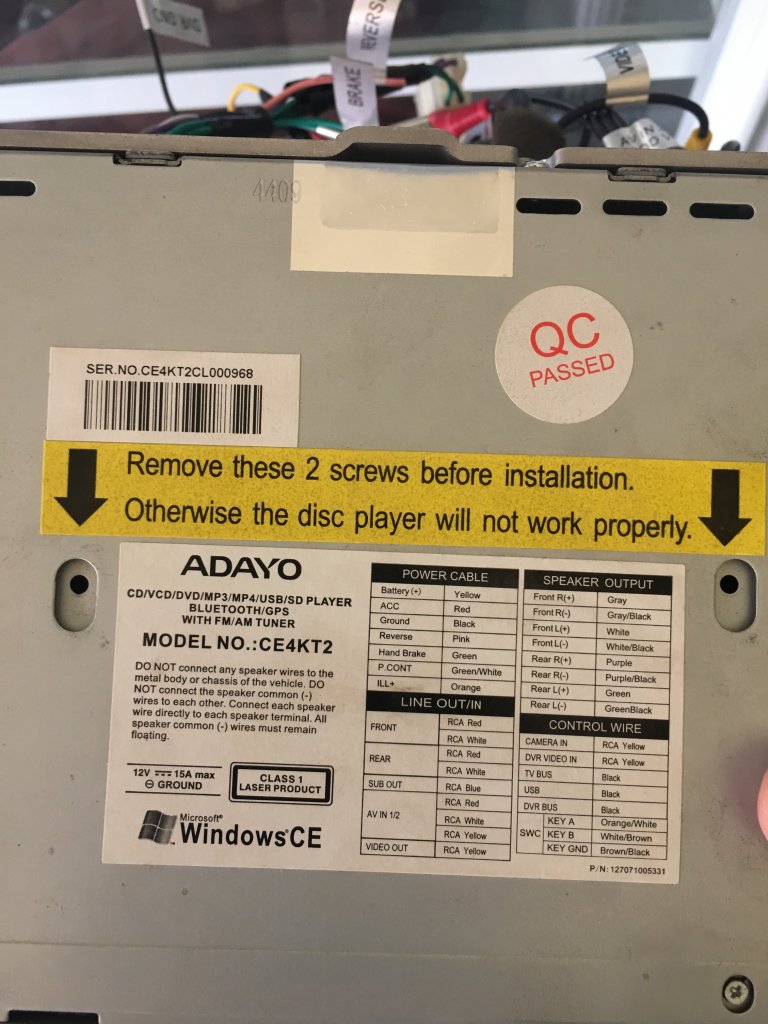 DIR GND
REVERS
BRAKE
VIDE
4409
QC
PASSED
SER.NO.CE4KT2CL000968
Remove these 2 screws before installation.
Otherwise the disc player will not work properly.
ADAYO
CD/VCD/DVD/MP3/MP4/USB/SD PLAYER
BLUETOOTH/GPS
WITH FM/AM TUNER
MODEL NO.:CE4KT2
DO NOT connect any speaker wires to the
metal body or chassis of the vehicle. DO
NOT connect the speaker common (-)
wires to each other. Connect each speaker
wire directly to each speaker terminal. All
speaker common (-) wires must remain
floating.
12V 15A max
GROUND
CLASS 1
LASER PRODUCT
Microsoft®
Windows®CE
POWER CABLE
Battery(+) Yellow
ACC Red
Ground Black
Reverse Pink
Hand Brake Green
P.CONT Green/White
ILL+ Orange
LINE OUT/IN
FRONT RCA Red
RCA White
REAR RCA Red
RCA White
SUB OUT RCA Blue
AV IN 1/2 RCA Red
RCA White
RCA Yellow
VIDEO OUT RCA Yellow
SPEAKER OUTPUT
Front R(+) Gray
Front R(-) Gray/Black
Front L(+) White
Front L(-) White/Black
Rear R(+) Purple
Rear R(-) Purple/Black
Rear L(+) Green
Rear L(-) GreenBlack
CONTROL WIRE
CAMERA IN RCA Yellow
DVR VIDEO IN RCA Yellow
TV BUS Black
USB Black
DVR BUS Black
SWC KEY A Orange/White
KEY B White/Brown
KEY GND Brown/Black
P/N: 127071005331